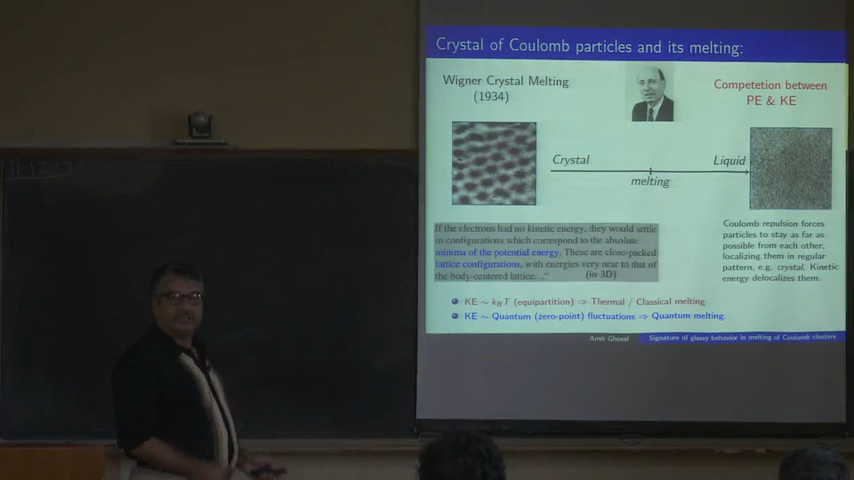 Crystal of Coulomb particles and its melting:
Wigner Crystal Melting
(1934)
Competetion between
PE & KE
Crystal
Liquid
melting
If the electrons had no kinetic energy, they would settle
in configurations which correspond to the absolute
minima of the potential energy. These are close-packed
lattice configurations, with energies very near to that of
the body-centered lattice...."
(in 3D)
Coulomb repulsion forces
particles to stay as far as
possible from each other,
localizing them in regular
pattern, e.g. crystal. Kinetic
energy delocalizes them.
KE ∼ k_BT (equipartition) ⇒ Thermal / Classical melting
KE ∼ Quantum (zero-point) fluctuations ⇒ Quantum melting.
Amit Ghosal
Signature of glassy behavior in melting of Coulomb clusters